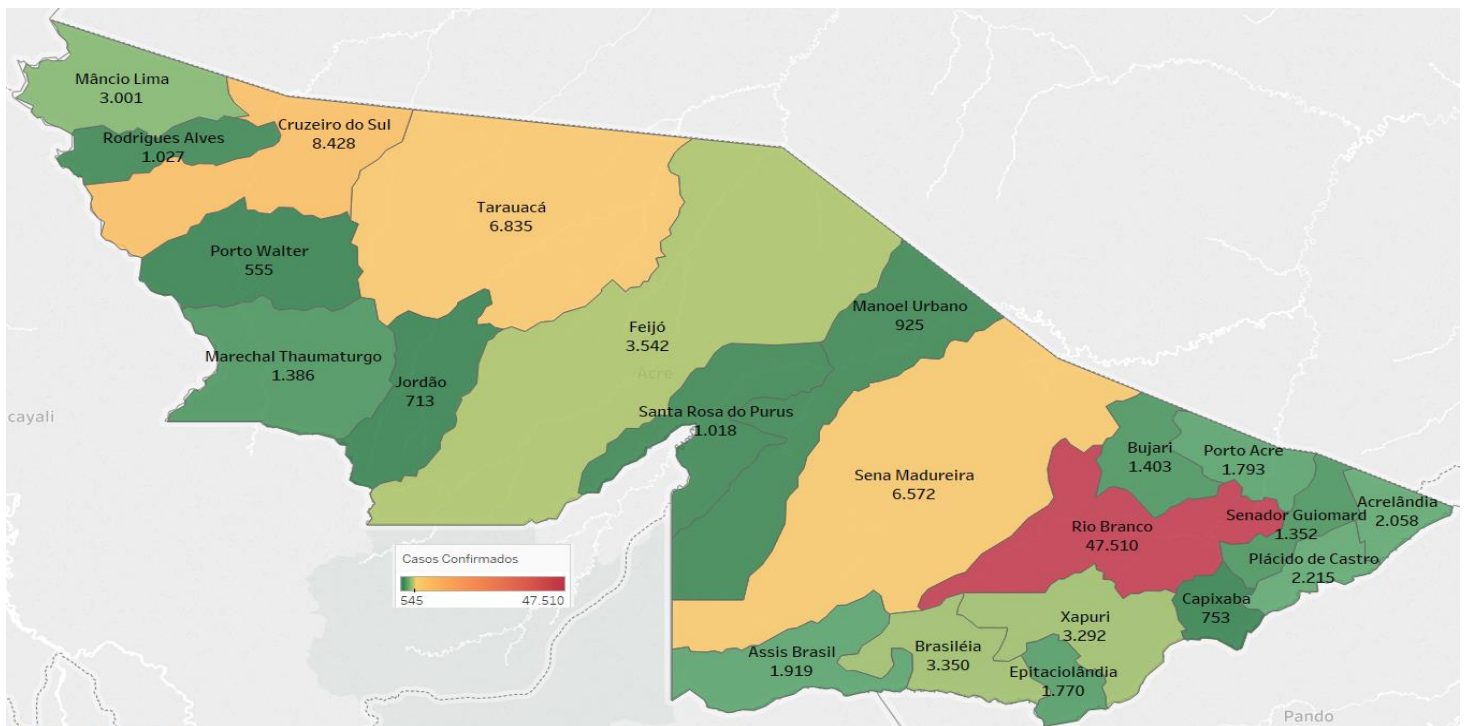 Mâncio Lima
3.001
Cruzeiro do Sul
8.428
Rodrigues Alves
1.027
Tarauacá
6.835
Porto Walter
555
Manoel Urbano
925
Feijó
3.542
Marechal Thaumaturgo
1.386
Acre
Jordão
713
Santa Rosa do Purus
1.018
cayali
Bujari
1.403
Porto Acre
1.793
Sena Madureira
6.572
Acrelândia
2.058
Rio Branco
47.510
Senador Guiomard
1.352
Plácido de Castro
2.215
Casos Confirmados
545 47.510
Capixaba
753
Xapuri
3.292
Brasiléia
3.350
Assis Brasil
1.919
Epitaciolândia
1.770
Pando